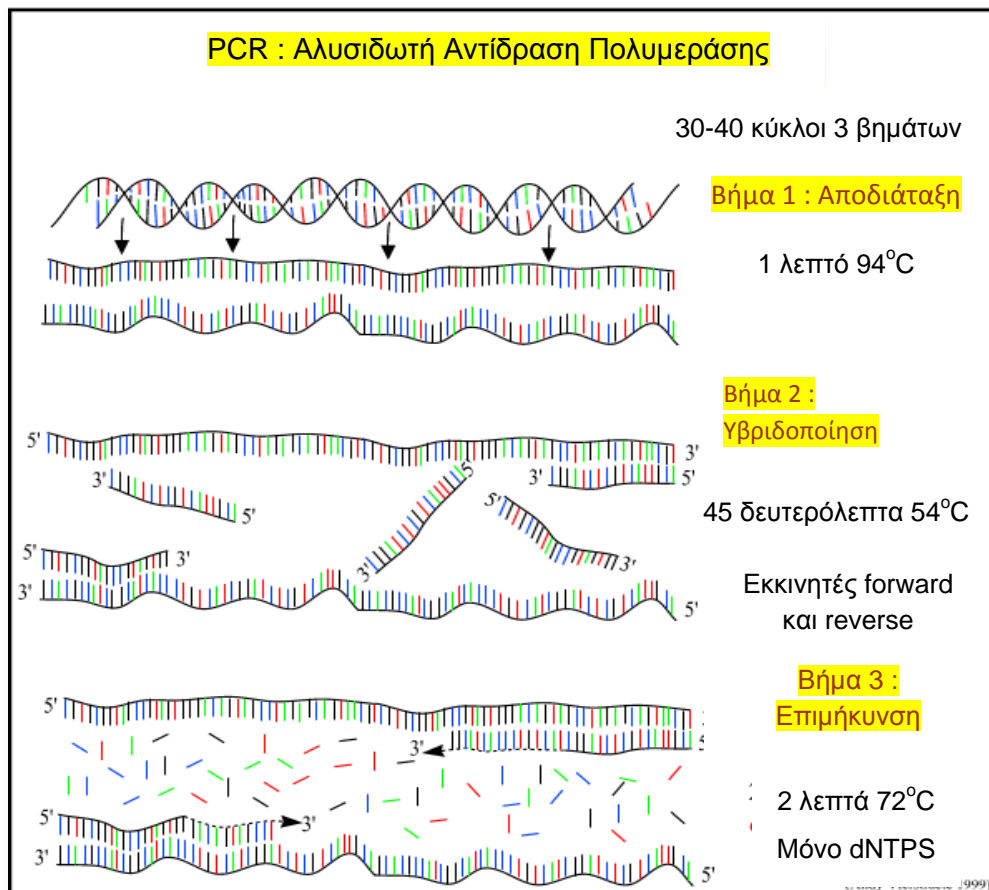 PCR : Αλυσιδωτή Αντίδραση Πολυμεράσης
30-40 κύκλοι 3 βημάτων
Βήμα 1 : Αποδιάταξη
1 λεπτό 94°C
Βήμα 2 :
Υβριδοποίηση
5'
3'
3'
5'
5'
3'
5'
3'
5'
3'
45 δευτερόλεπτα 54°C
5'
3'
3'
5'
Εκκινητές forward
και reverse
Βήμα 3 :
Επιμήκυνση
5'
3'
5'
3'
3'
5'
2 λεπτά 72°C
Μόνο dNTPS
1999)